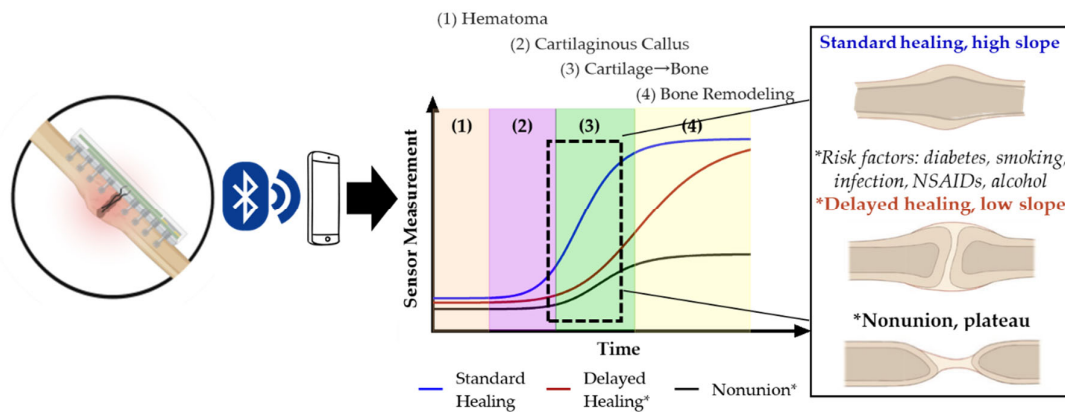 (1) Hematoma
(2) Cartilaginous Callus
(3) Cartilage→Bone
(4) Bone Remodeling
(1)
(2)
(3)
(4)
Sensor Measurement
Time
Standard
Healing
Delayed
Healing*
Nonunion*
Standard healing, high slope
*Risk factors: diabetes, smoking,
infection, NSAIDs, alcohol
*Delayed healing, low slope
*Nonunion, plateau